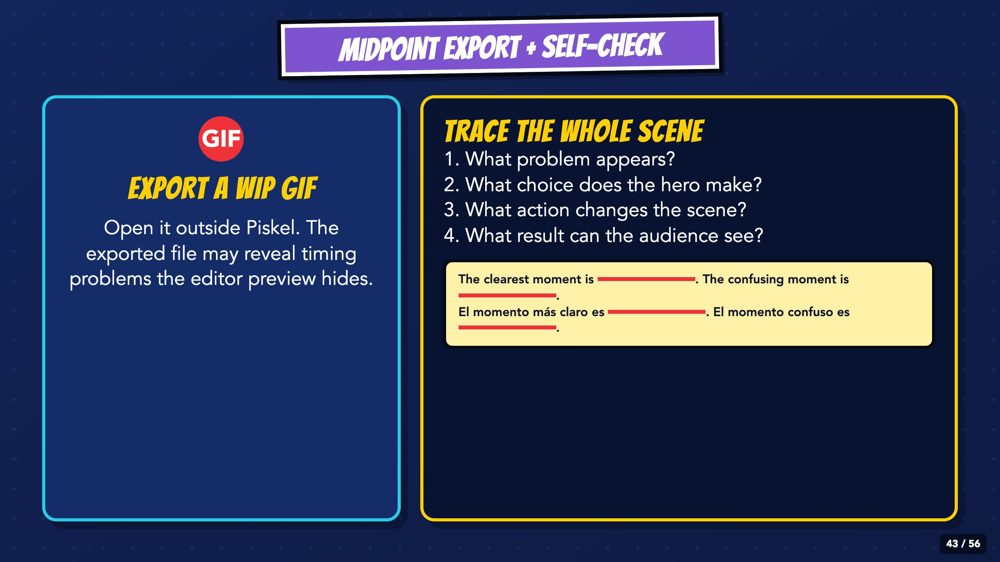 MIDPOINT EXPORT + SELF-CHECK
GIF
EXPORT A WIP GIF
Open it outside Piskel. The
exported file may reveal timing
problems the editor preview hides.
TRACE THE WHOLE SCENE
1. What problem appears?
2. What choice does the hero make?
3. What action changes the scene?
4. What result can the audience see?
The clearest moment is ________. The confusing moment is
________.
El momento más claro es ________. El momento confuso es
________.
43 / 56